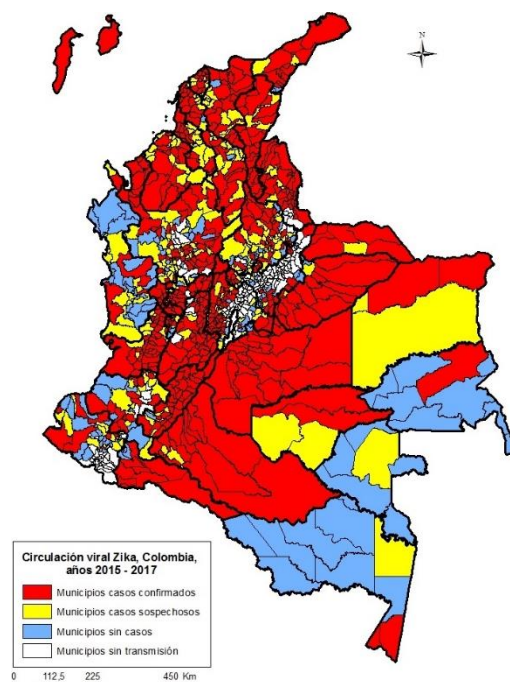 N
Circulación viral Zika, Colombia,
años 2015 - 2017
Municipios casos confirmados
Municipios casos sospechosos
Municipios sin casos
Municipios sin transmisión
0 112,5 225 450 Km